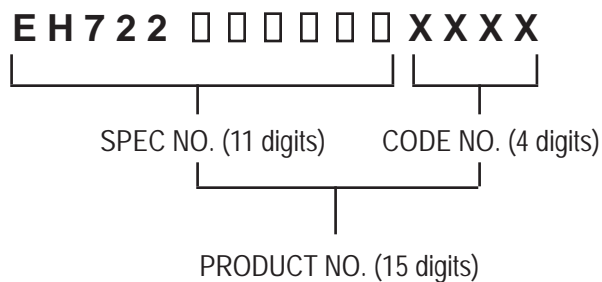 EH722 ▯▯▯▯▯▯ XXXX
SPEC NO. (11 digits) CODE NO. (4 digits)
PRODUCT NO. (15 digits)